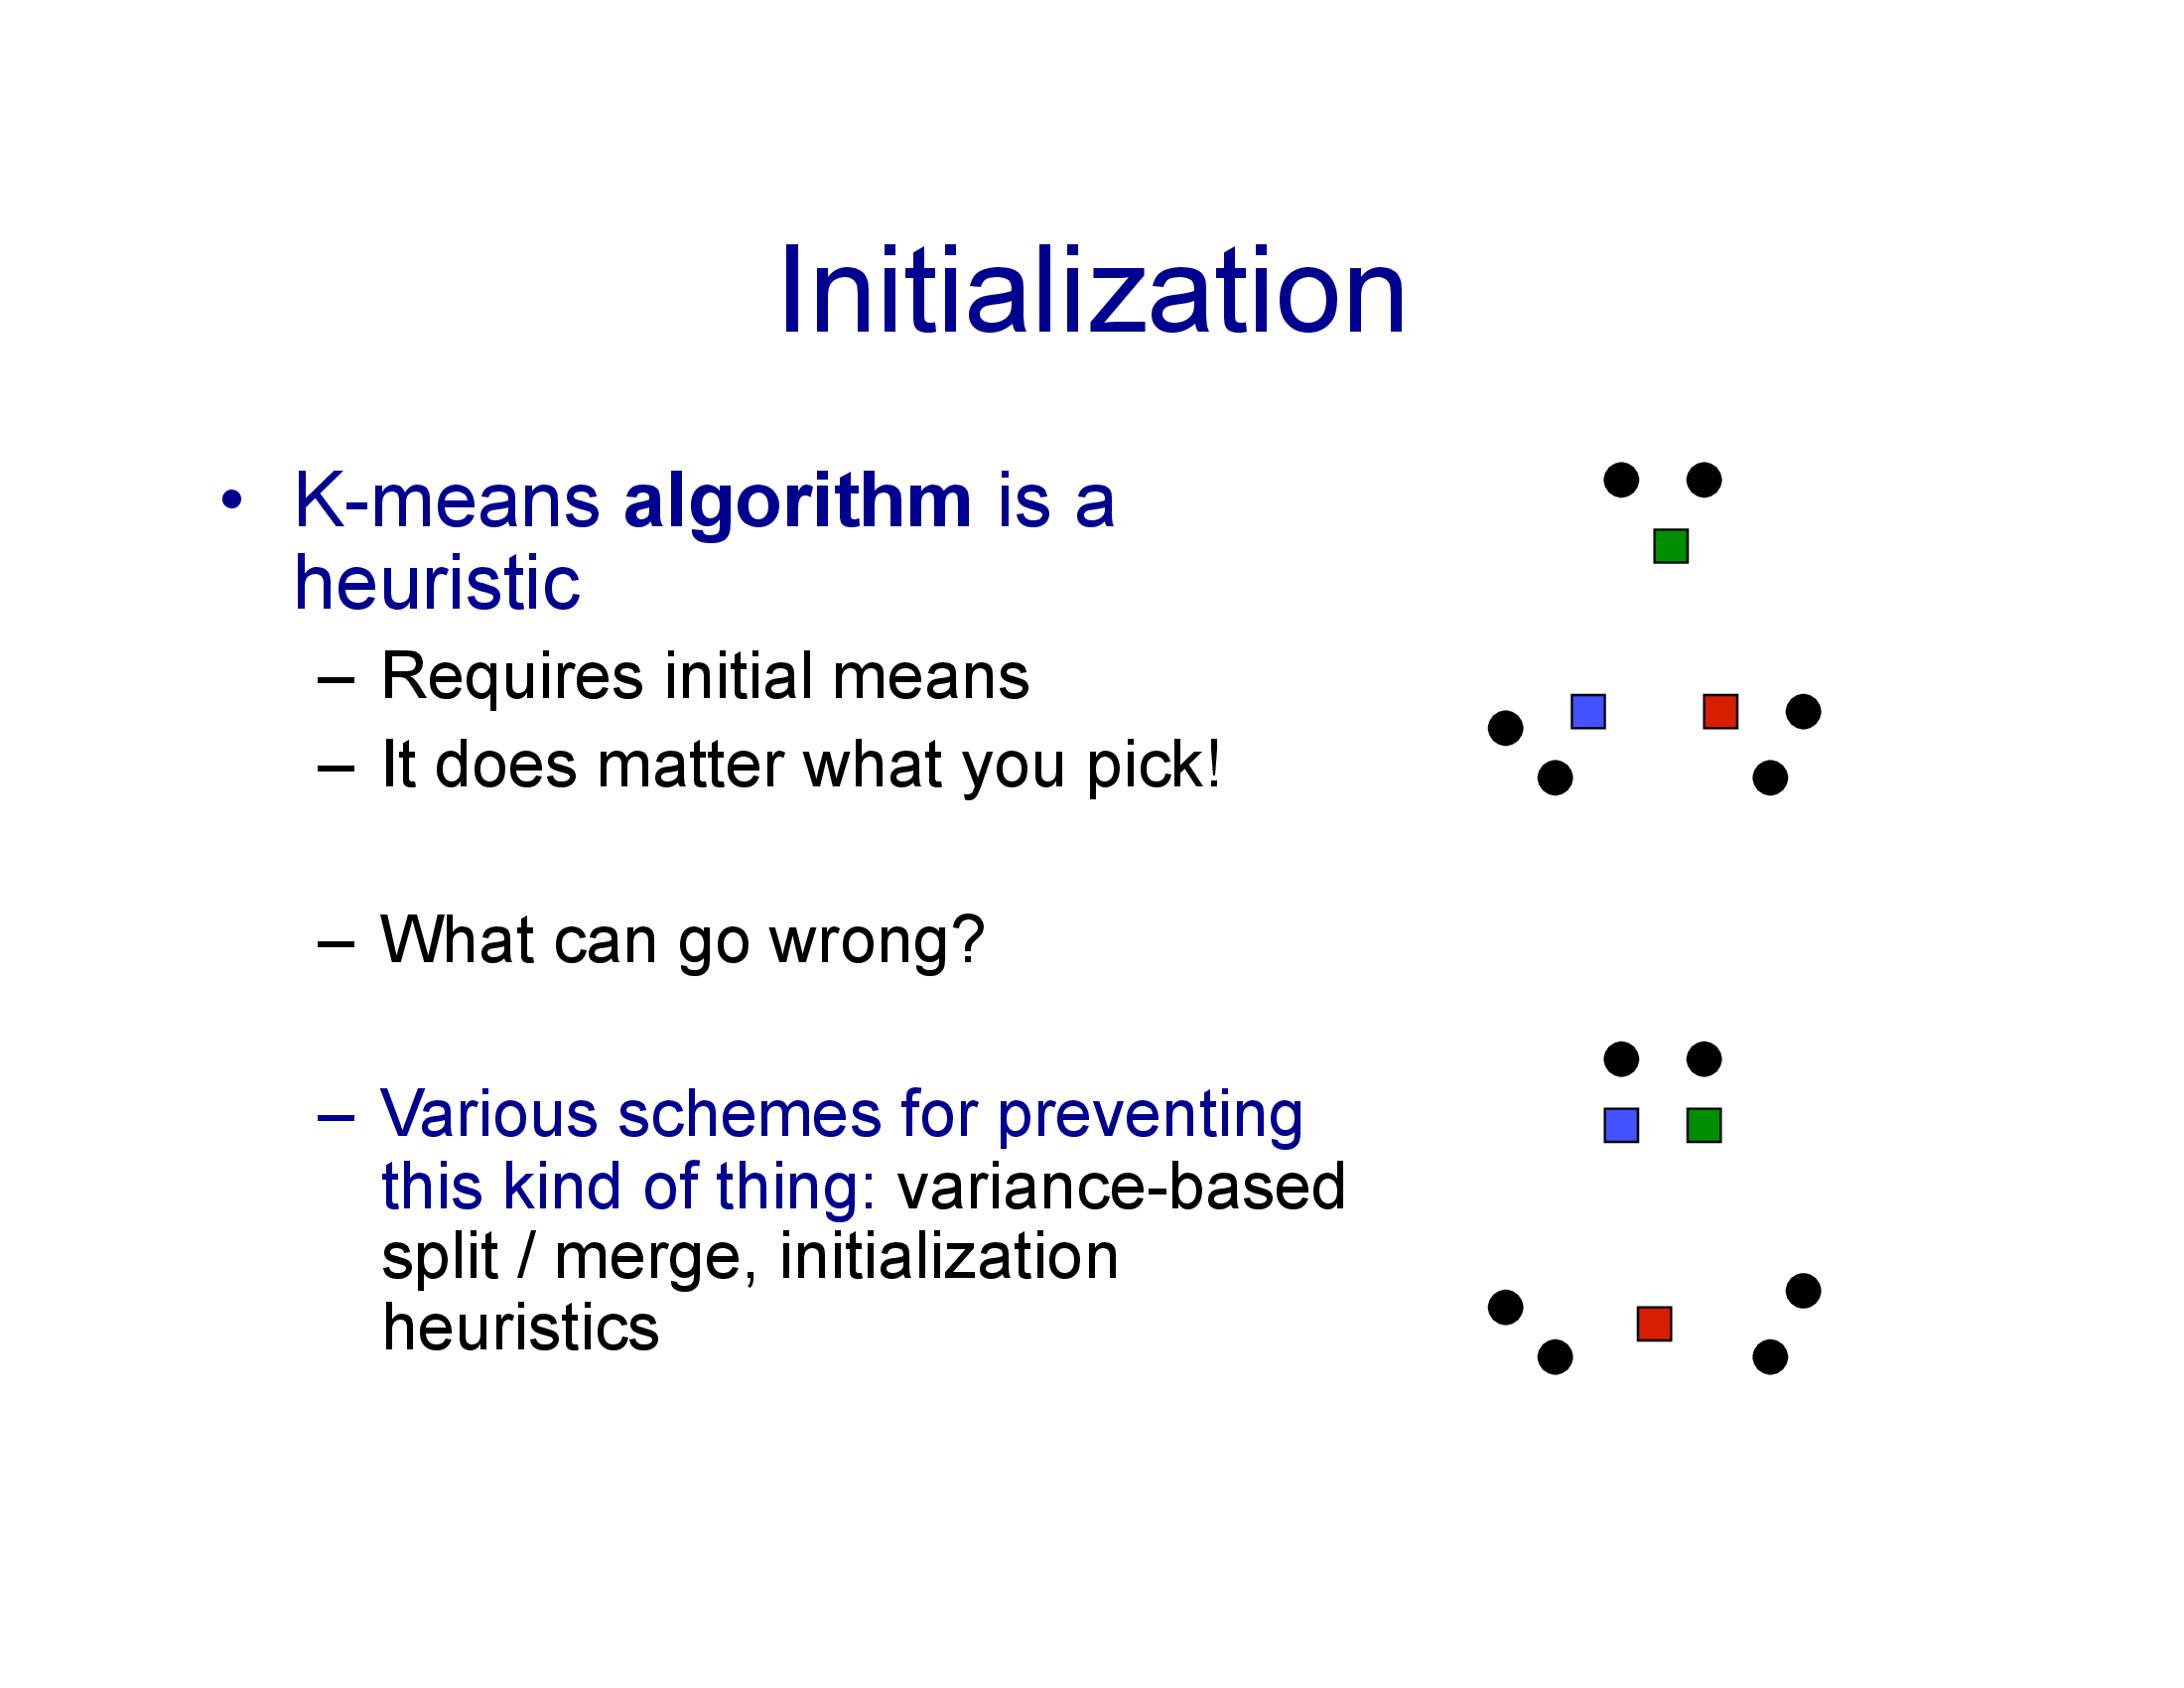 Initialization
• K-means algorithm is a
heuristic
– Requires initial means
– It does matter what you pick!
– What can go wrong?
– Various schemes for preventing
this kind of thing: variance-based
split / merge, initialization
heuristics